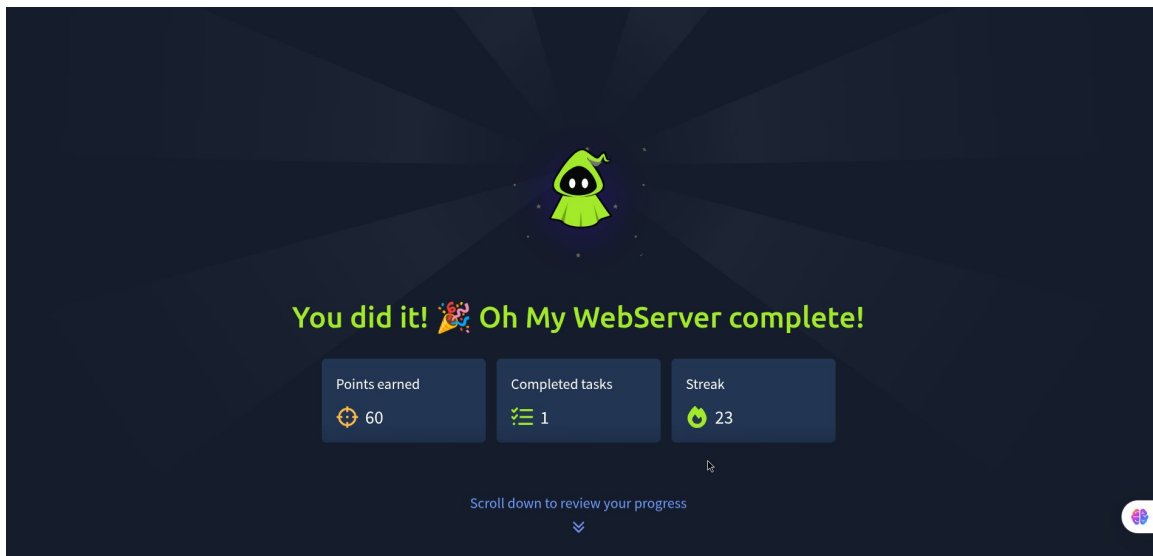 You did it! 🎉 Oh My WebServer complete!
Points earned
60
Completed tasks
1
Streak
23
Scroll down to review your progress